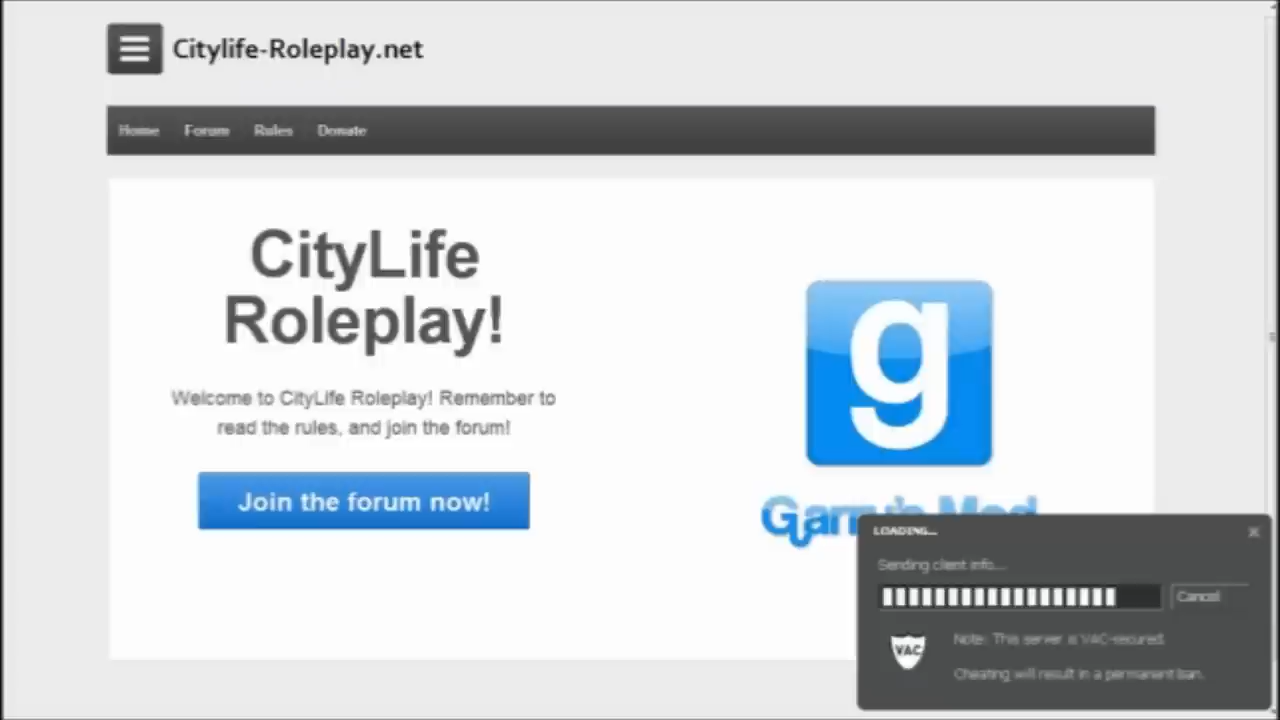 Citylife-Roleplay.net
Home Forum Rules Donate
CityLife
Roleplay!
Welcome to CityLife Roleplay! Remember to
read the rules, and join the forum!
Join the forum now!
g
Garry's Mod
LOADING...
Sending client info...
Cancel
VAC
Note: This server is VAC-secured.
Cheating will result in a permanent ban.